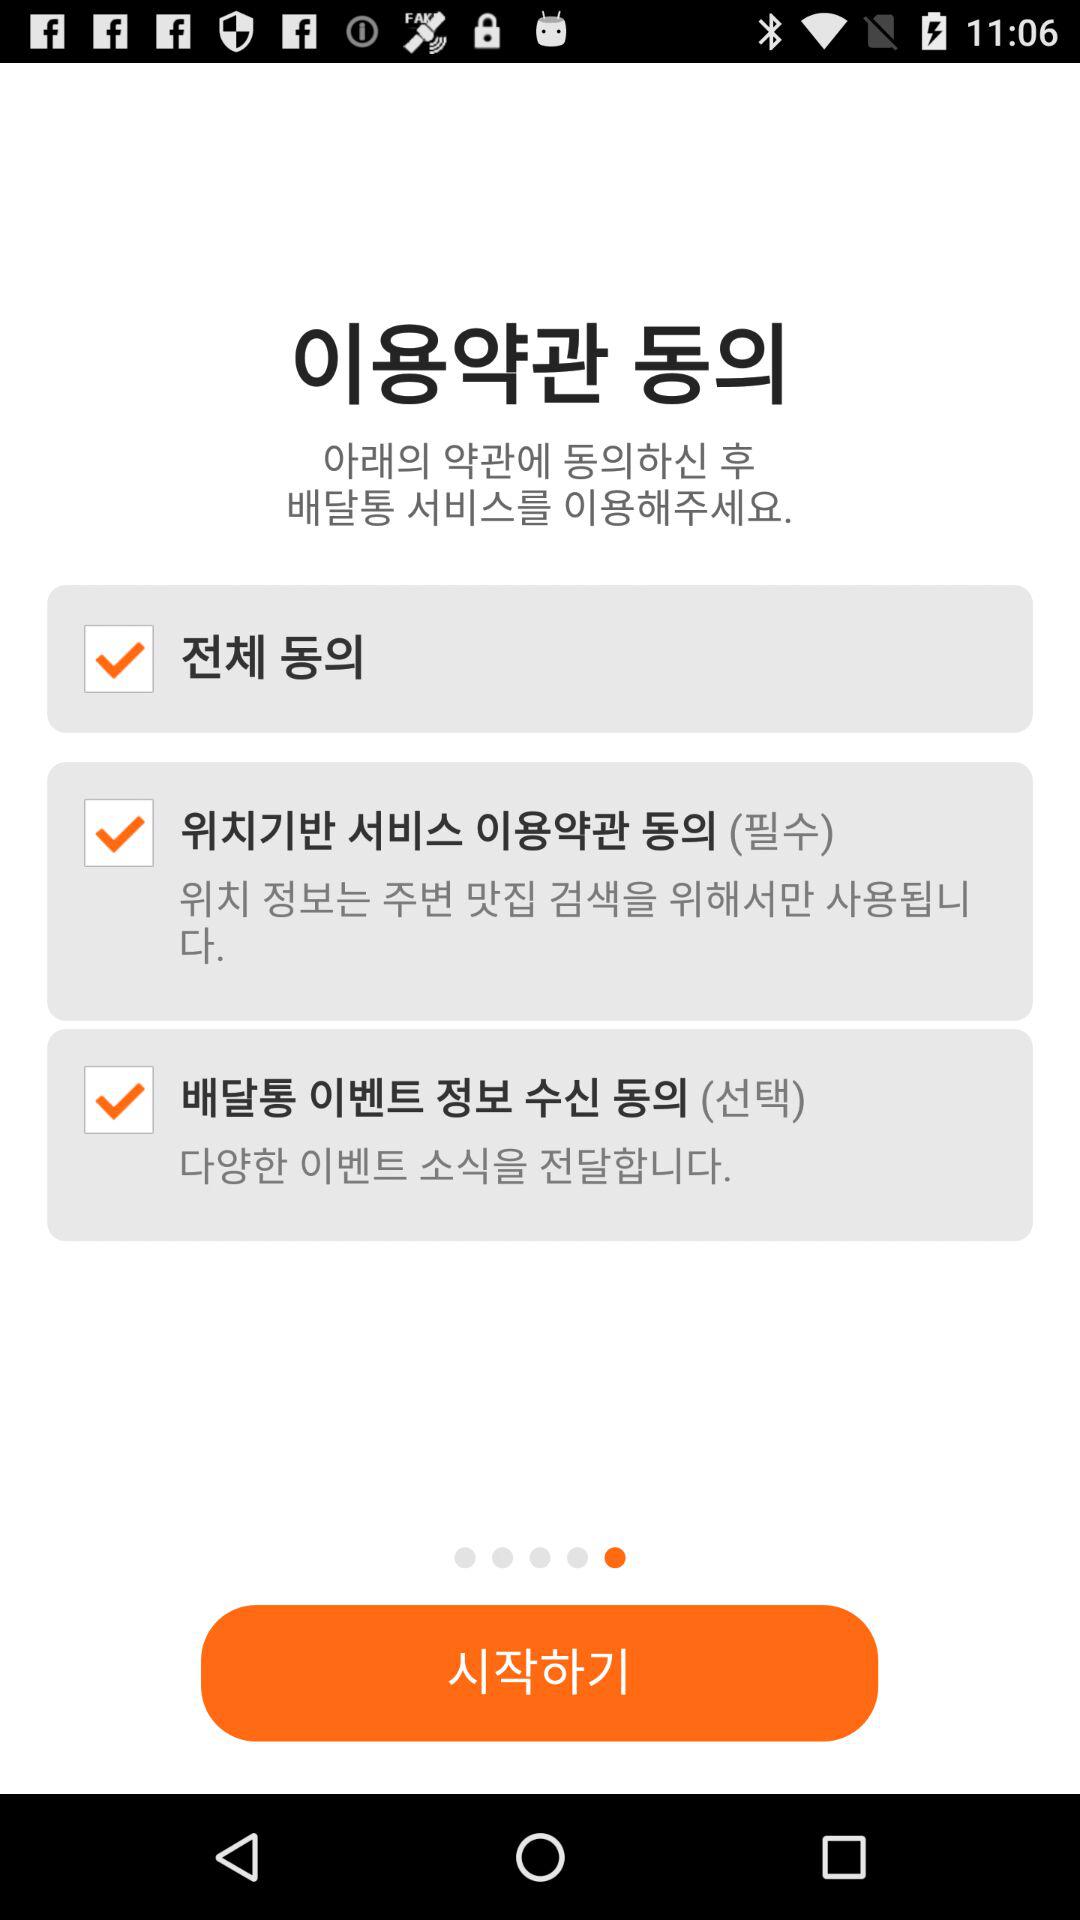 FAKE
11:06
이용약관 동의
아래의 약관에 동의하신 후
배달통 서비스를 이용해주세요.
전체 동의
위치기반 서비스 이용약관 동의 (필수)
위치 정보는 주변 맛집 검색을 위해서만 사용됩니
다.
배달통 이벤트 정보 수신 동의 (선택)
다양한 이벤트 소식을 전달합니다.
시작하기